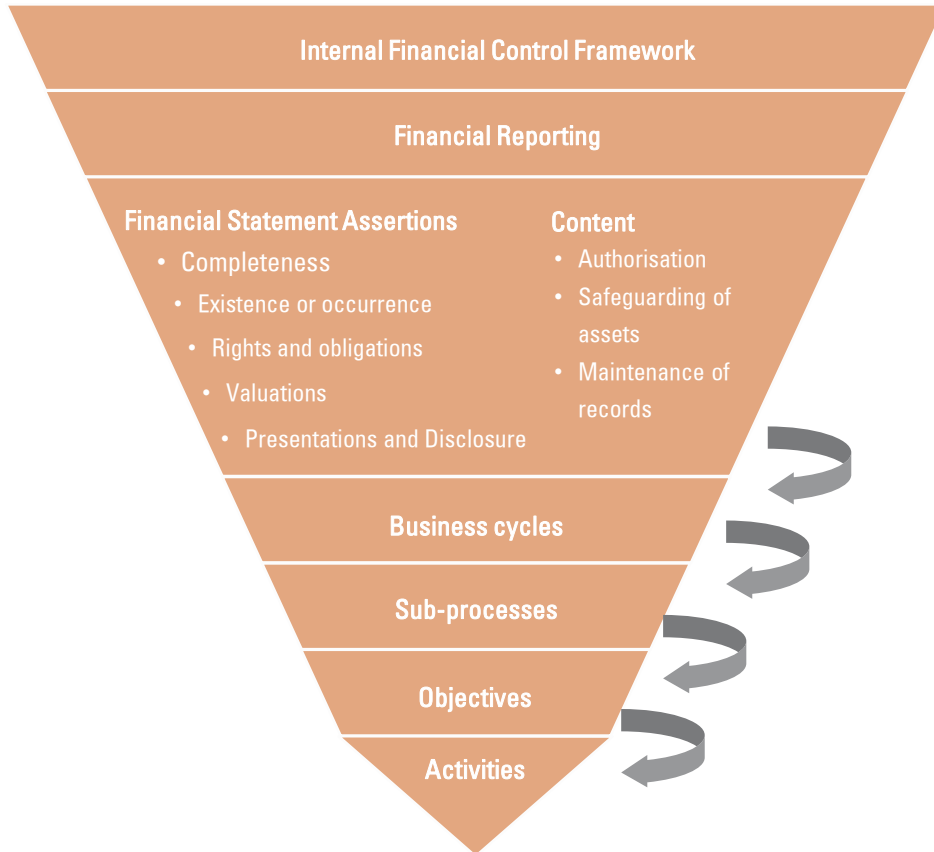 Internal Financial Control Framework
Financial Reporting
Financial Statement Assertions
• Completeness
• Existence or occurrence
• Rights and obligations
• Valuations
• Presentations and Disclosure
Content
• Authorisation
• Safeguarding of
assets
• Maintenance of
records
Business cycles
Sub-processes
Objectives
Activities